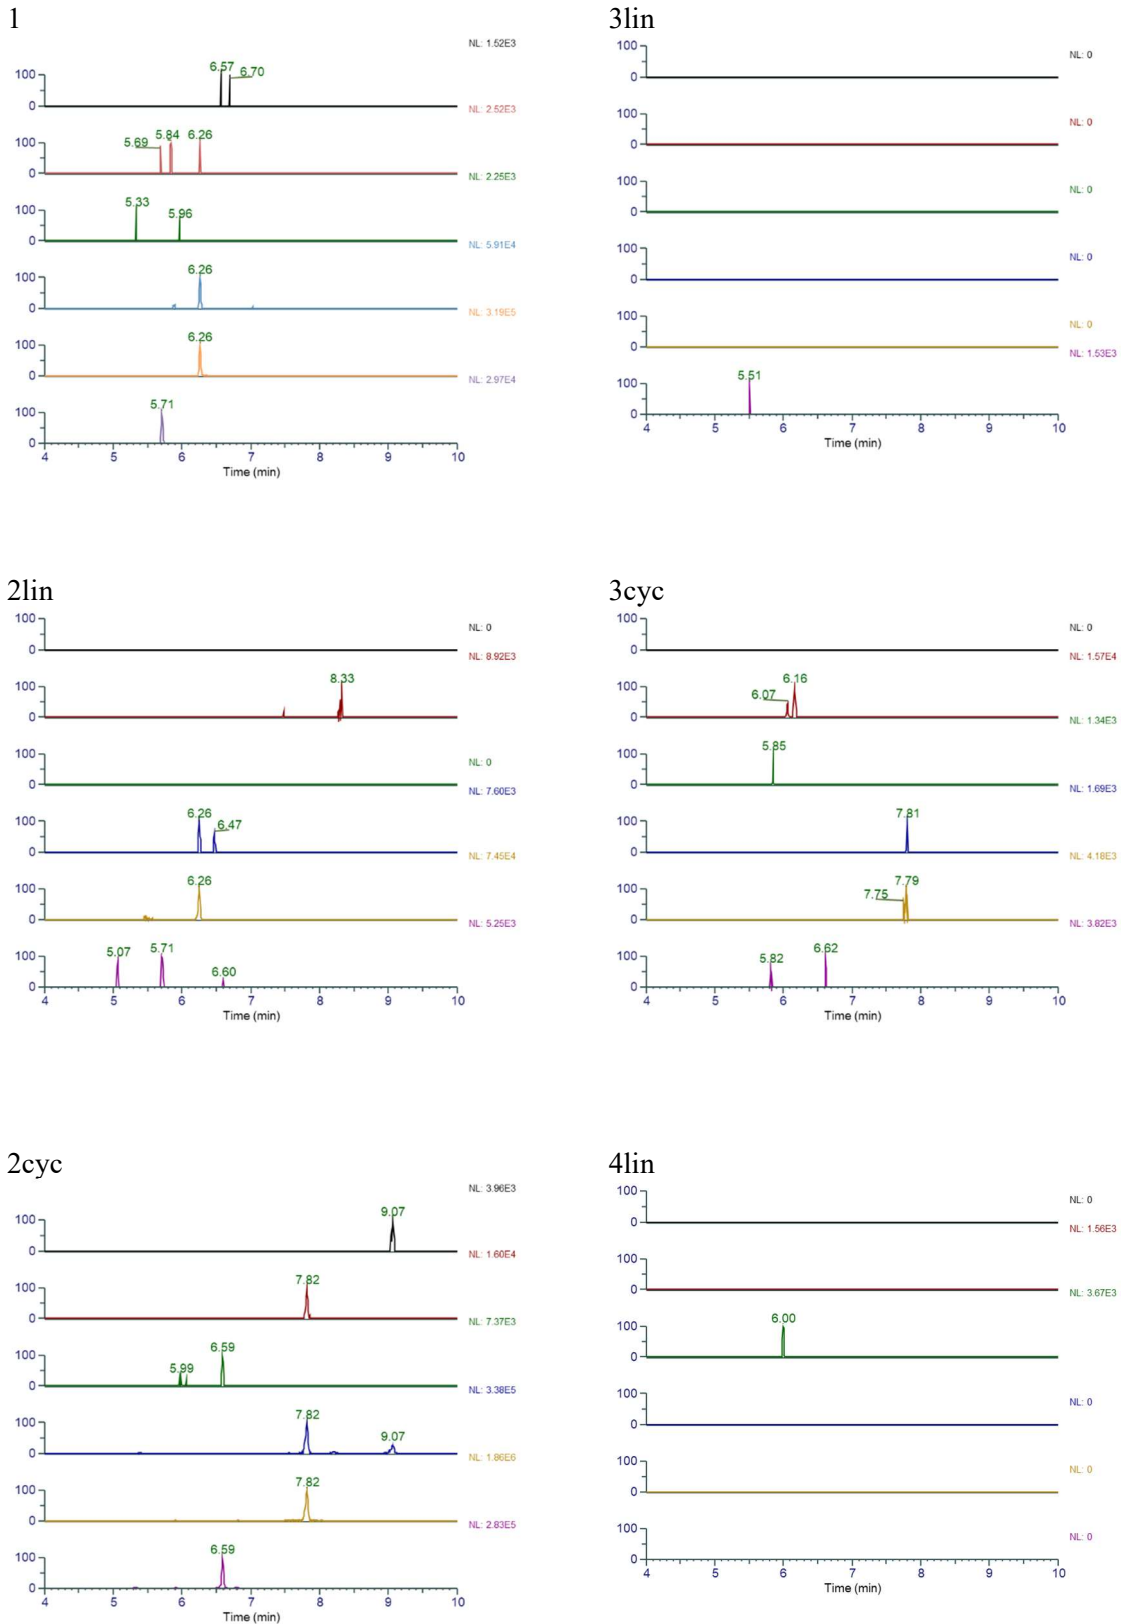 1
NL: 1.52E3
6.57
6.70
100
0
NL: 2.52E3
5.69
5.84
6.26
100
0
NL: 2.25E3
5.33
5.96
100
0
NL: 5.91E4
6.26
100
0
NL: 3.19E5
6.26
100
0
NL: 2.97E4
5.71
100
0
4 5 6 7 8 9 10
Time (min)
3lin
100
0
NL: 0
100
0
NL: 0
100
0
NL: 0
100
0
NL: 0
100
0
NL: 0
NL: 1.53E3
5.51
100
0
4 5 6 7 8 9 10
Time (min)
2lin
100
0
NL: 0
NL: 8.92E3
8.33
100
0
100
0
NL: 0
NL: 7.60E3
6.26
6.47
100
0
NL: 7.45E4
6.26
100
0
NL: 5.25E3
5.07
5.71
6.60
100
0
4 5 6 7 8 9 10
Time (min)
3cyc
100
0
NL: 0
NL: 1.57E4
6.07
6.16
100
0
NL: 1.34E3
5.85
100
0
NL: 1.69E3
7.81
100
0
NL: 4.18E3
7.75
7.79
100
0
NL: 3.82E3
5.82
6.62
100
0
4 5 6 7 8 9 10
Time (min)
2cyc
NL: 3.96E3
9.07
100
0
NL: 1.60E4
7.82
100
0
NL: 7.37E3
5.99
6.59
100
0
NL: 3.38E5
7.82
9.07
100
0
NL: 1.86E6
7.82
100
0
NL: 2.83E5
6.59
100
0
4 5 6 7 8 9 10
Time (min)
4lin
100
0
NL: 0
NL: 1.56E3
100
0
NL: 3.67E3
6.00
100
0
100
0
NL: 0
100
0
NL: 0
100
0
NL: 0
4 5 6 7 8 9 10
Time (min)